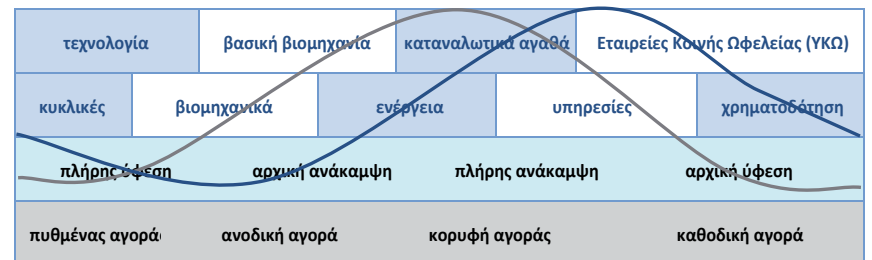 τεχνολογία βασική βιομηχανία καταναλωτικά αγαθά Εταιρείες Κοινής Ωφελείας (ΥΚΩ)
κυκλικές βιομηχανικά ενέργεια υπηρεσίες χρηματοδότηση
πλήρης ύφεση αρχική ανάκαμψη πλήρης ανάκαμψη αρχική ύφεση
πυθμένας αγοράς ανοδική αγορά κορυφή αγοράς καθοδική αγορά